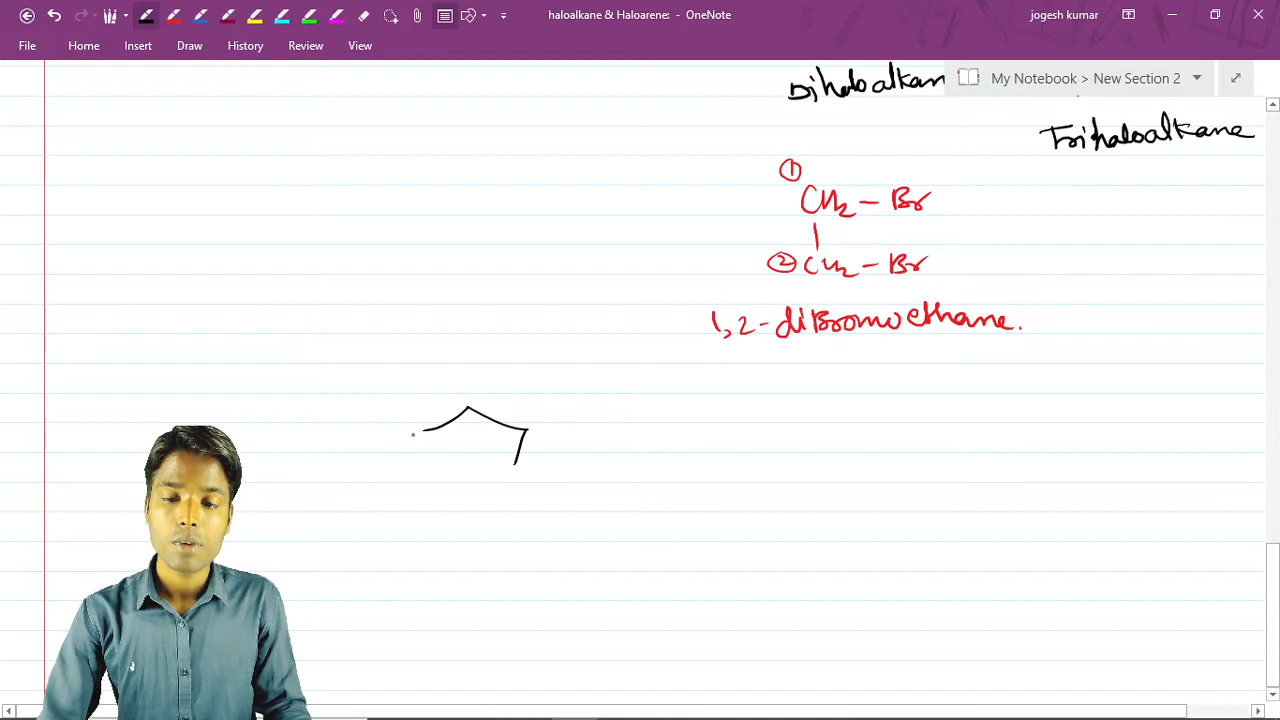 haloalkane & Haloarene: - OneNote
jogesh kumar
File Home Insert Draw History Review View
My Notebook > New Section 2
Dihaloalkan
Trihaloalkane
①
CH2 - Br
② CH2 - Br
1,2-diBromoethane.